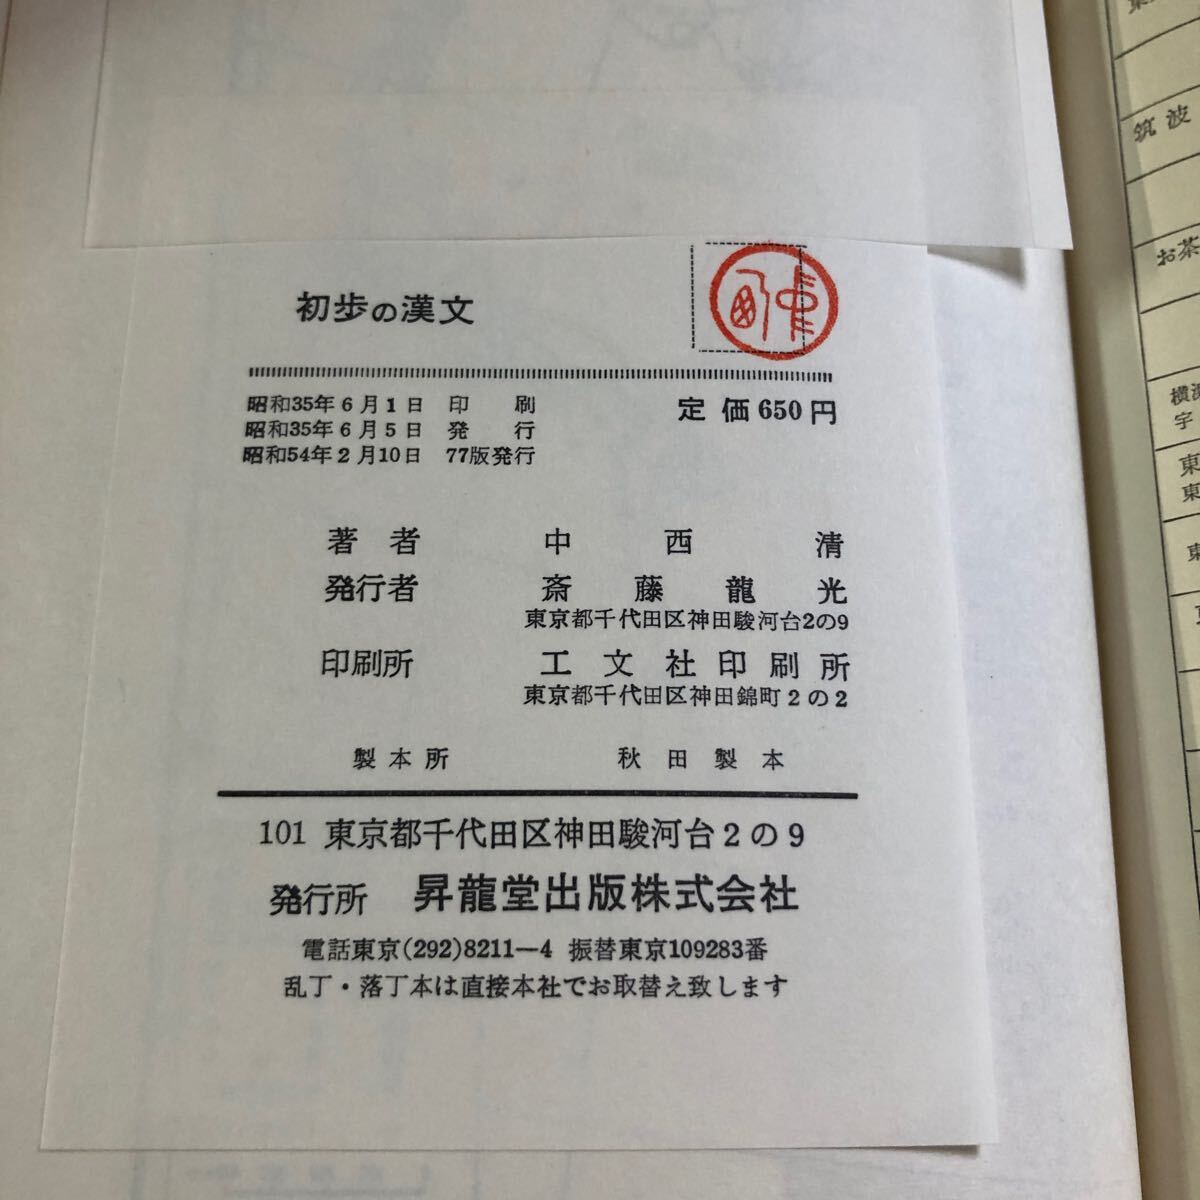 初歩の漢文
昭和35年6月1日 印刷
昭和35年6月5日 発行
昭和54年2月10日 77版発行
定価650円
著者 中西清
発行者 斎藤龍光
東京都千代田区神田駿河台2の9
印刷所 工文社印刷所
東京都千代田区神田錦町2の2
製本所 秋田製本
101 東京都千代田区神田駿河台2の9
発行所 昇龍堂出版株式会社
電話東京(292)8211—4 振替東京109283番
乱丁・落丁本は直接本社でお取替え致します
筑波
お茶
横
宇
東
東